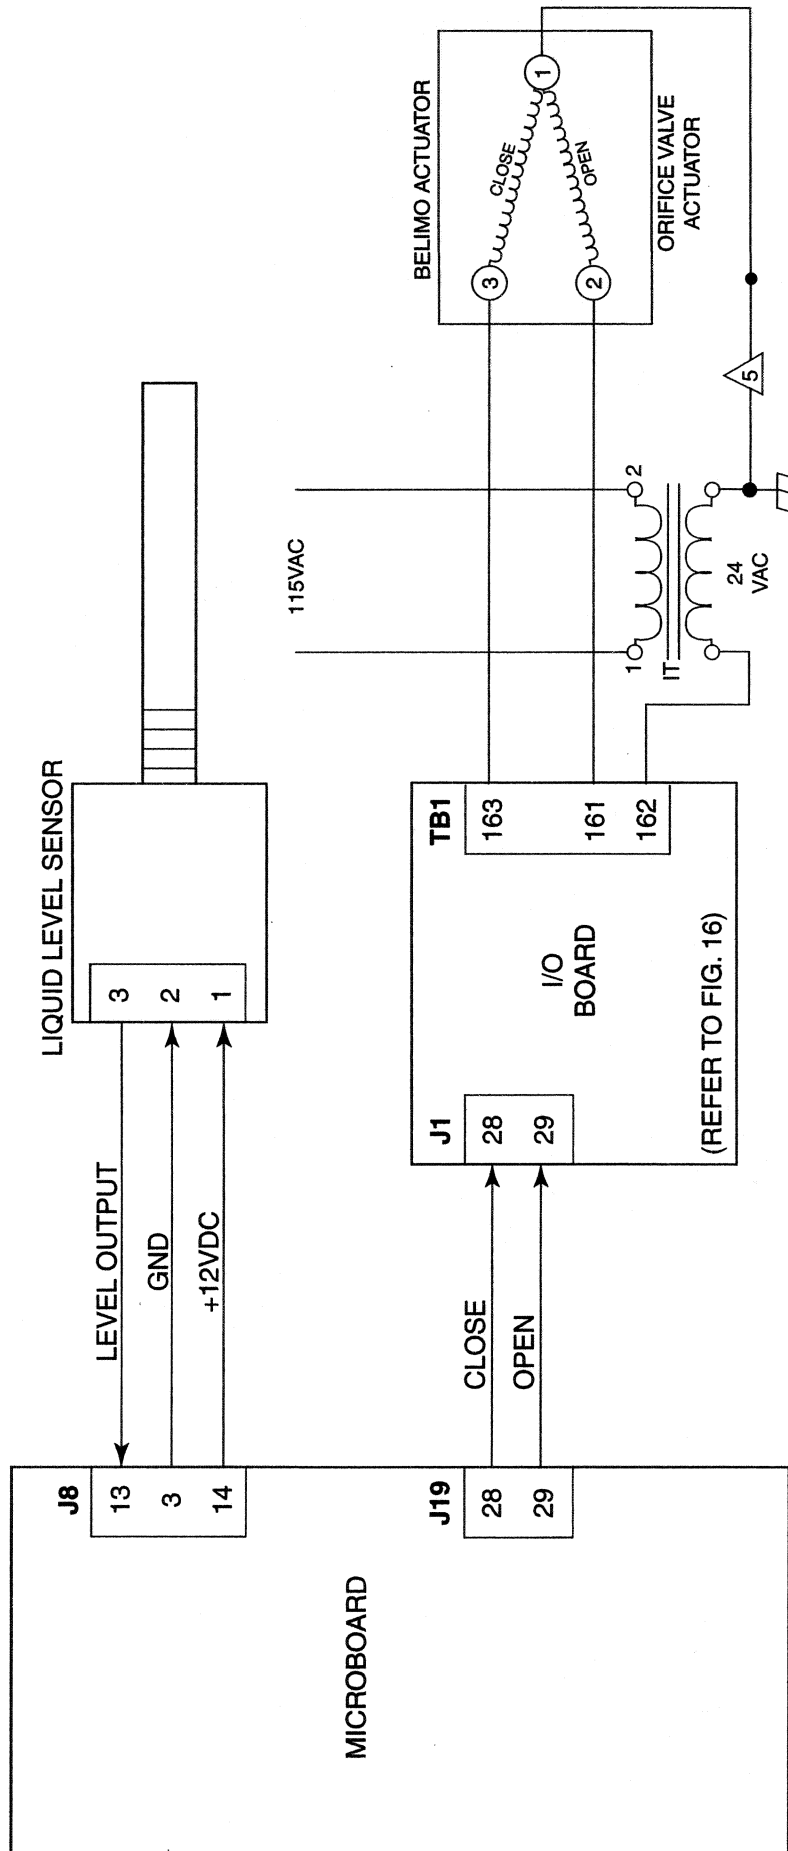 MICROBOARD
J8
13
3
14
LEVEL OUTPUT
GND
+12VDC
LIQUID LEVEL SENSOR
3
2
1
J19
28
29
CLOSE
OPEN
J1
28
29
I/O
BOARD
(REFER TO FIG. 16)
TB1
163
161
162
115VAC
1
2
IT
24
VAC
5
BELIMO ACTUATOR
3
2
1
CLOSE
OPEN
ORIFICE VALVE
ACTUATOR